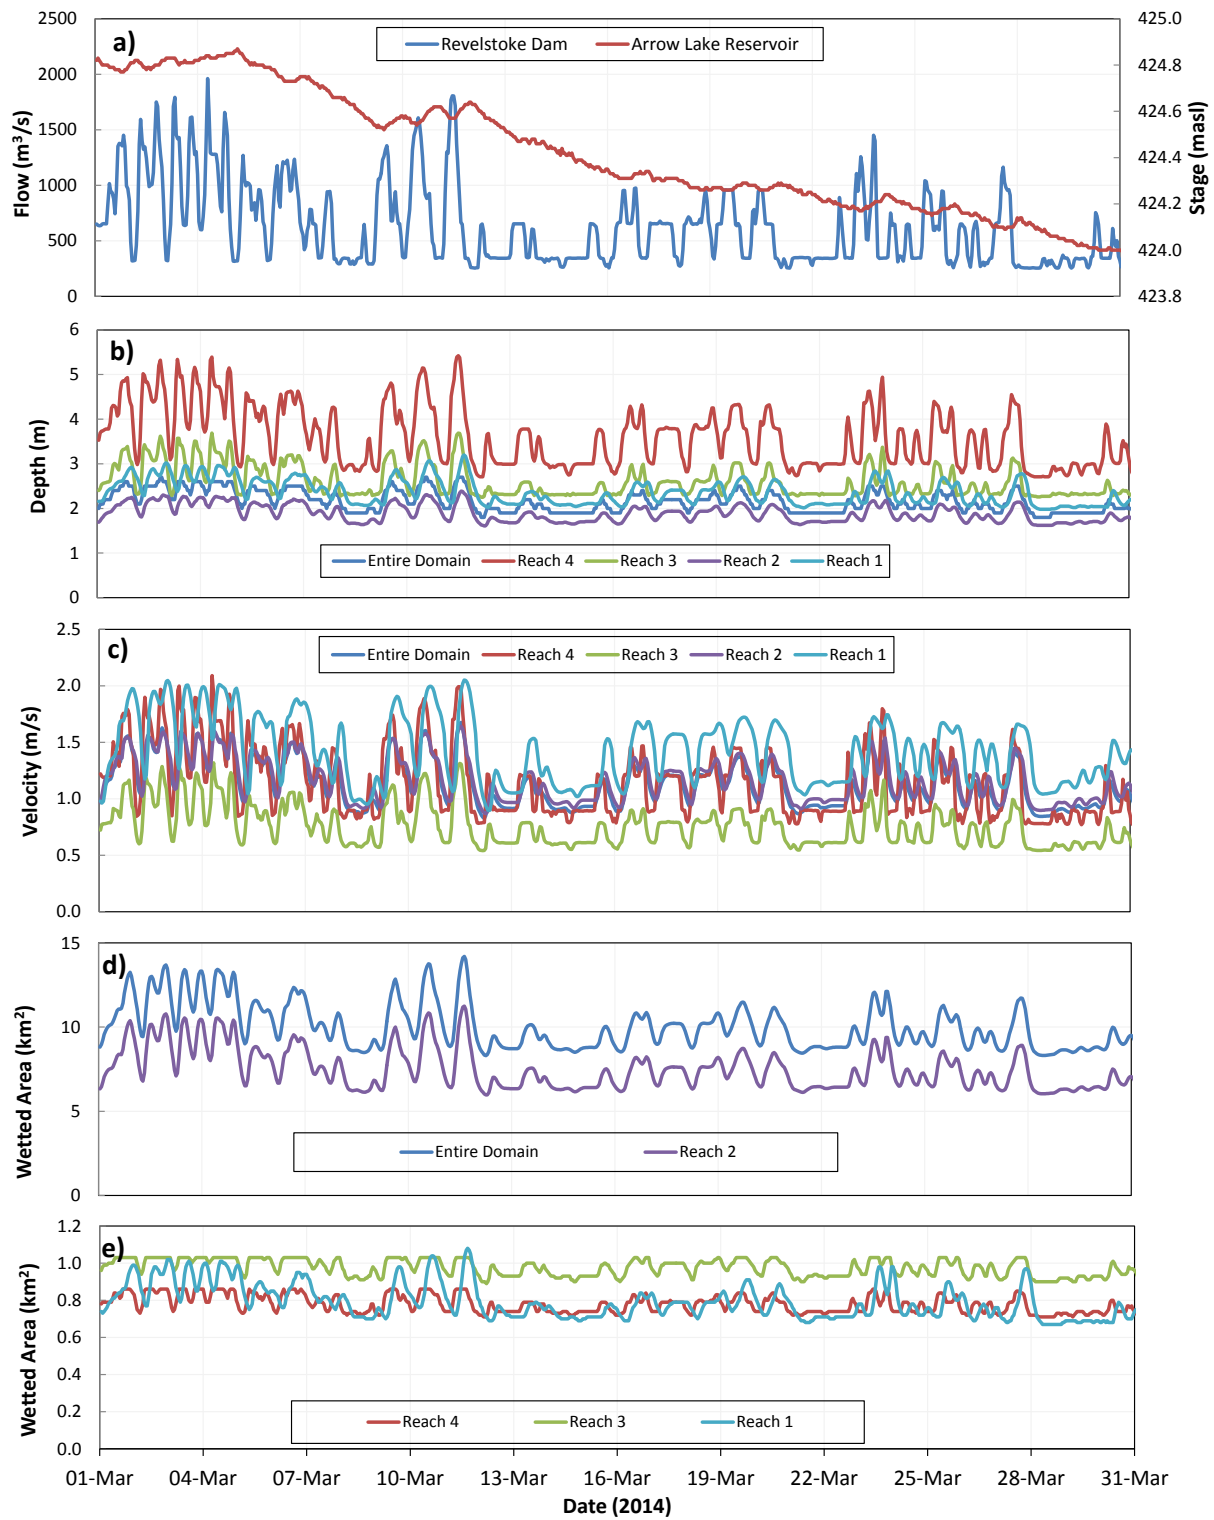 a)
Revelstoke Dam Arrow Lake Reservoir
Flow (m³/s)
2500
2000
1500
1000
500
0
Stage (masl)
425.0
424.8
424.6
424.4
424.2
424.0
423.8
b)
Depth (m)
6
5
4
3
2
1
0
Entire Domain Reach 4 Reach 3 Reach 2 Reach 1
c)
Entire Domain Reach 4 Reach 3 Reach 2 Reach 1
Velocity (m/s)
2.5
2.0
1.5
1.0
0.5
0.0
d)
Wetted Area (km²)
15
10
5
0
Entire Domain Reach 2
e)
Wetted Area (km²)
1.2
1.0
0.8
0.6
0.4
0.2
0.0
Reach 4 Reach 3 Reach 1
01-Mar 04-Mar 07-Mar 10-Mar 13-Mar 16-Mar 19-Mar 22-Mar 25-Mar 28-Mar 31-Mar
Date (2014)